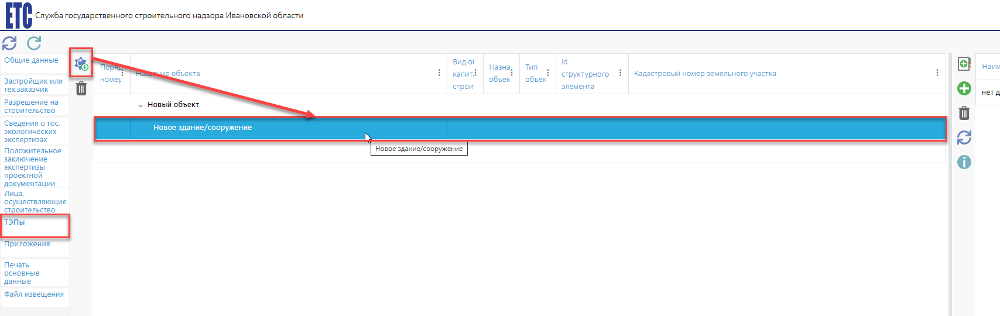 ЕТС Служба государственного строительного надзора Ивановской области
Общие данные
Застройщик или
тех.заказчик
Разрешение на
строительство
Сведения о гос.
экологических
экспертизах
Положительное
заключение
экспертизы
проектной
документации
Лица,
осуществляющие
строительство
ТЭПы
Приложения
Печать
основные
данные
Файл извещения
Поряд
номер
Название объекта
Вид об
капита
строит
Назна
объек
Тип
объек
id
структурного
элемента
Кадастровый номер земельного участка
Новый объект
Новое здание/сооружение
Новое здание/сооружение
Наим
нет д